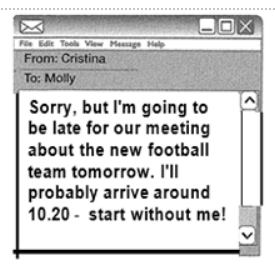 File Edit Tools View Message Help
From: Cristina
To: Molly
Sorry, but I'm going to
be late for our meeting
about the new football
team tomorrow. I'll
probably arrive around
10.20 - start without me!